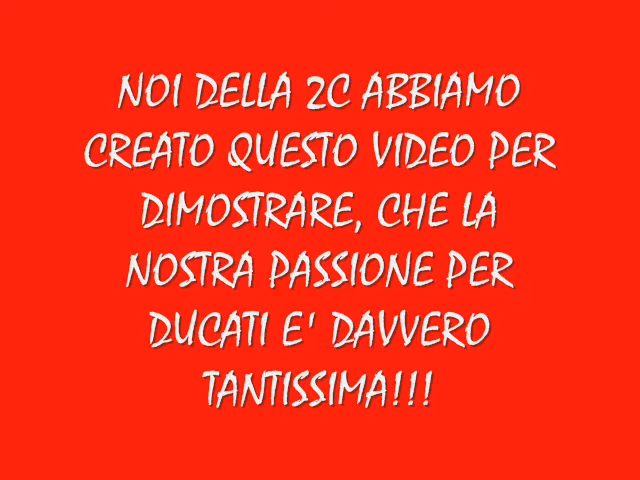 NOI DELLA 2C ABBIAMO
CREATO QUESTO VIDEO PER
DIMOSTRARE, CHE LA
NOSTRA PASSIONE PER
DUCATI E' DAVVERO
TANTISSIMA!!!